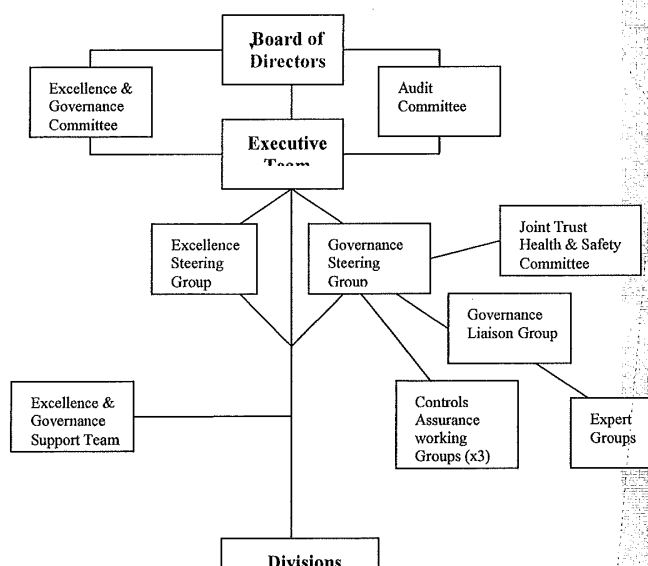 Board of
Directors
Excellence &
Governance
Committee
Audit
Committee
Executive
Team
Excellence
Steering
Group
Governance
Steering
Group
Joint Trust
Health & Safety
Committee
Governance
Liaison Group
Excellence &
Governance
Support Team
Controls
Assurance
working
Groups (x3)
Expert
Groups
Divisions